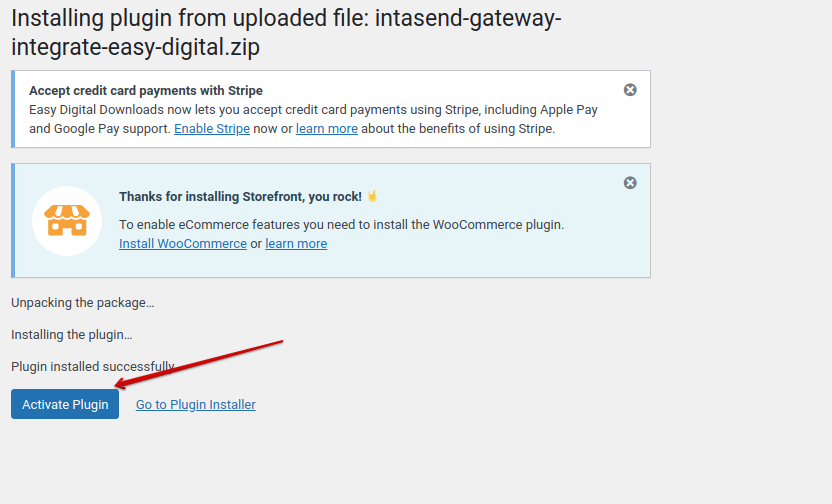 Installing plugin from uploaded file: intasend-gateway-
integrate-easy-digital.zip
Accept credit card payments with Stripe
Easy Digital Downloads now lets you accept credit card payments using Stripe, including Apple Pay
and Google Pay support. Enable Stripe now or learn more about the benefits of using Stripe.
Thanks for installing Storefront, you rock! 🤘
To enable eCommerce features you need to install the WooCommerce plugin.
Install WooCommerce or learn more
Unpacking the package…
Installing the plugin…
Plugin installed successfully.
Activate Plugin Go to Plugin Installer